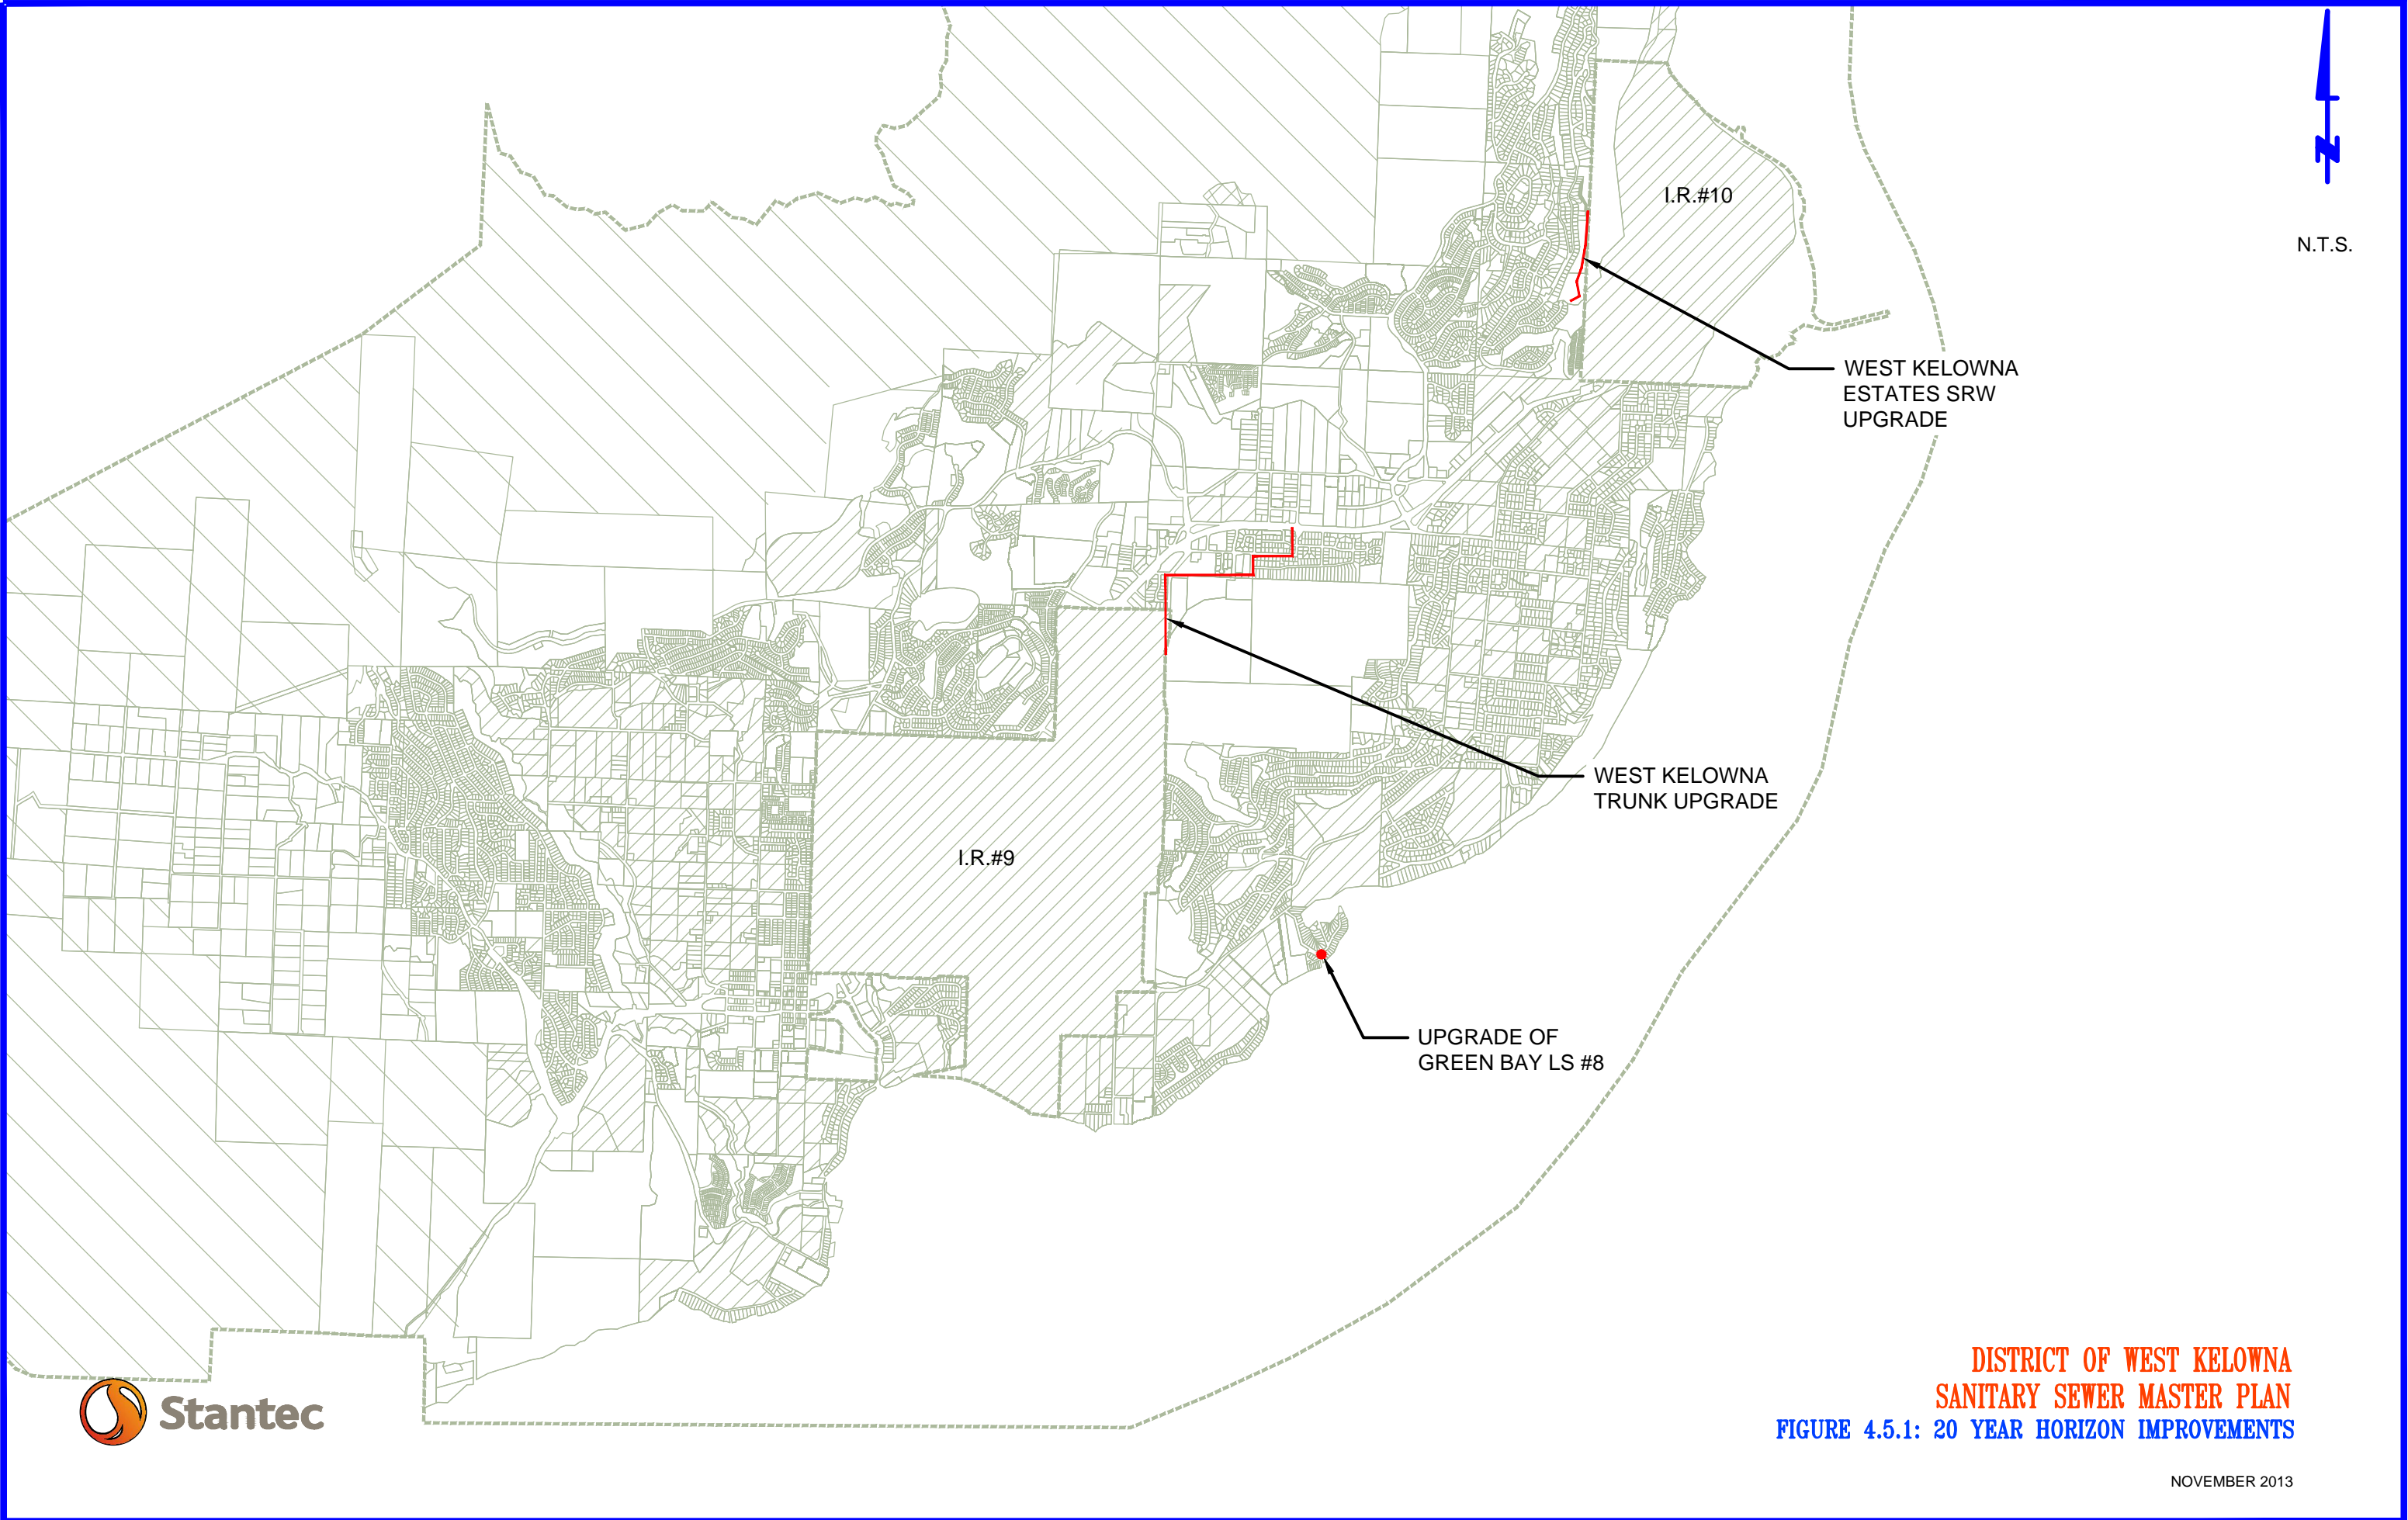 N
N.T.S.
I.R.#10
WEST KELOWNA
ESTATES SRW
UPGRADE
WEST KELOWNA
TRUNK UPGRADE
I.R.#9
UPGRADE OF
GREEN BAY LS #8
Stantec
DISTRICT OF WEST KELOWNA
SANITARY SEWER MASTER PLAN
FIGURE 4.5.1: 20 YEAR HORIZON IMPROVEMENTS
NOVEMBER 2013